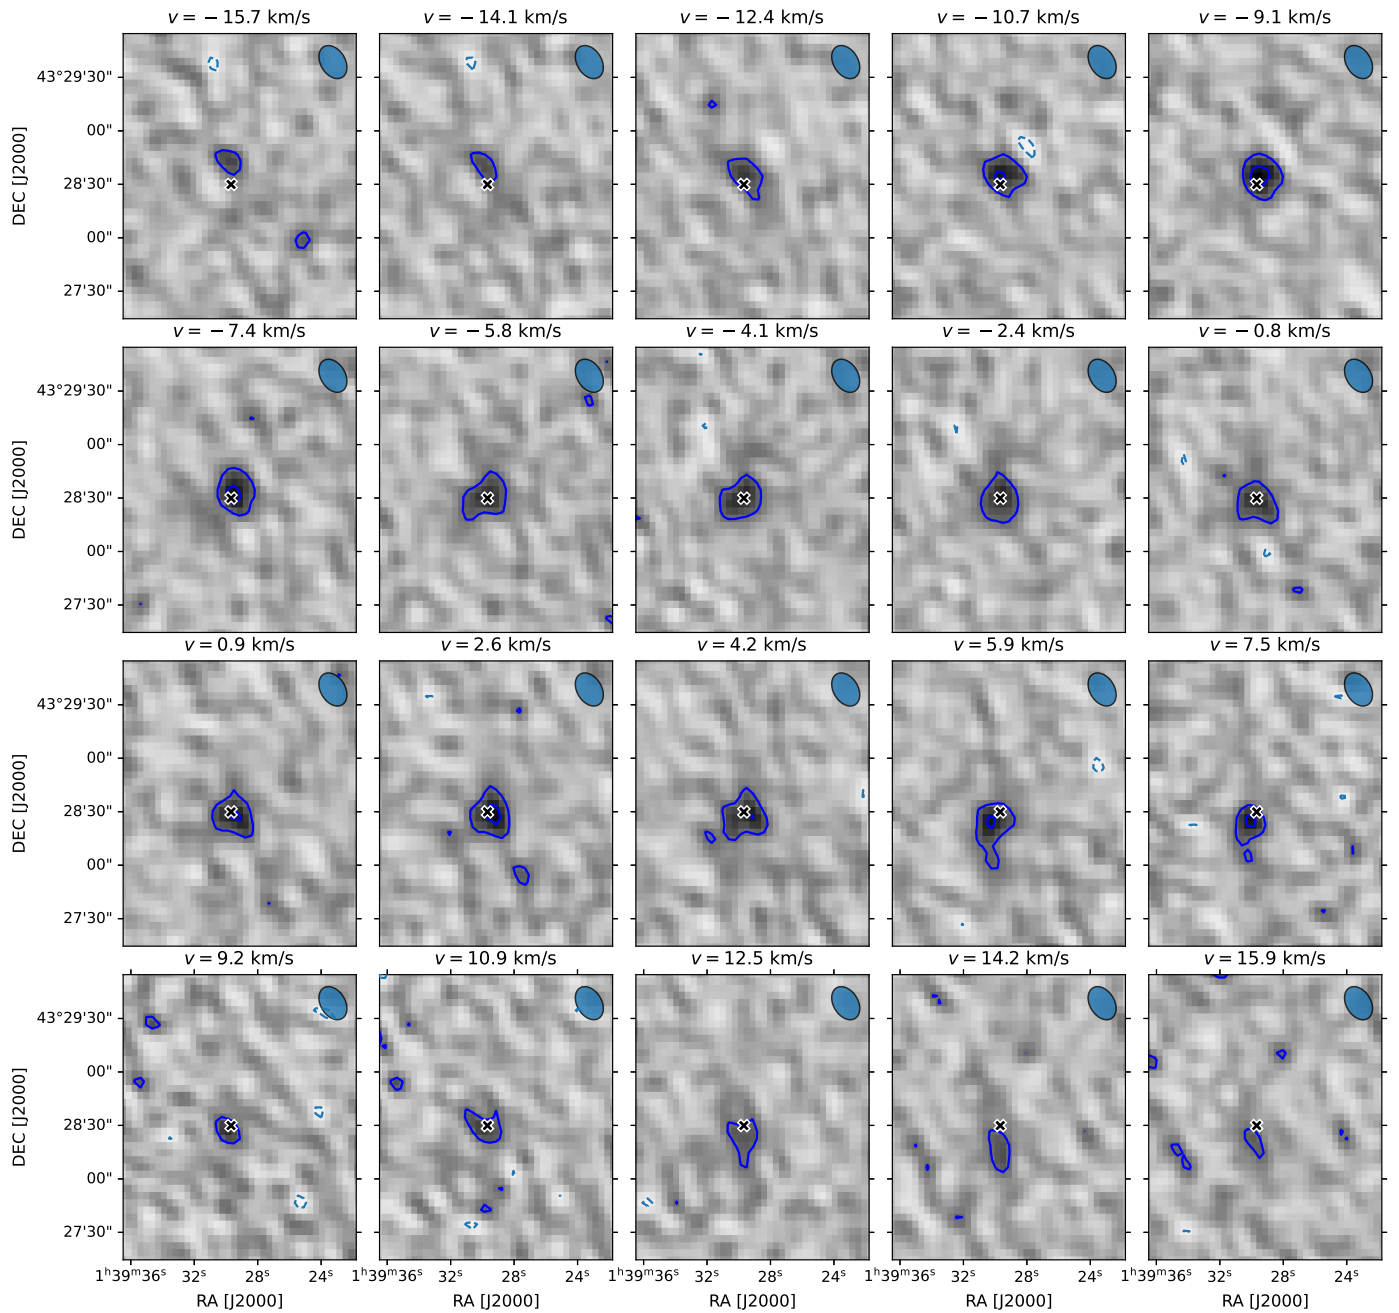 v = −15.7 km/s v = −14.1 km/s v = −12.4 km/s v = −10.7 km/s v = −9.1 km/s
43°29'30"
00"
DEC [J2000]
28'30"
00"
27'30"
v = −7.4 km/s v = −5.8 km/s v = −4.1 km/s v = −2.4 km/s v = −0.8 km/s
43°29'30"
00"
DEC [J2000]
28'30"
00"
27'30"
v = 0.9 km/s v = 2.6 km/s v = 4.2 km/s v = 5.9 km/s v = 7.5 km/s
43°29'30"
00"
DEC [J2000]
28'30"
00"
27'30"
v = 9.2 km/s v = 10.9 km/s v = 12.5 km/s v = 14.2 km/s v = 15.9 km/s
43°29'30"
00"
DEC [J2000]
28'30"
00"
27'30"
1ʰ39ᵐ36ˢ 32ˢ 28ˢ 24ˢ 1ʰ39ᵐ36ˢ 32ˢ 28ˢ 24ˢ 1ʰ39ᵐ36ˢ 32ˢ 28ˢ 24ˢ 1ʰ39ᵐ36ˢ 32ˢ 28ˢ 24ˢ 1ʰ39ᵐ36ˢ 32ˢ 28ˢ 24ˢ
RA [J2000] RA [J2000] RA [J2000] RA [J2000] RA [J2000]